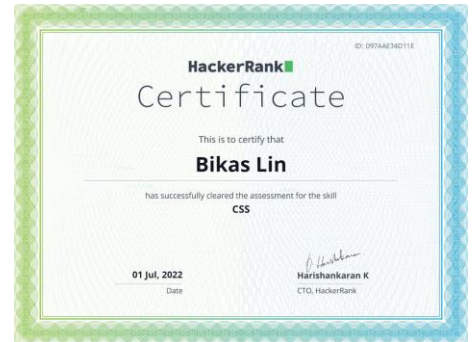 ID: 097AAE34D11E
HackerRank
Certificate
This is to certify that
Bikas Lin
has successfully cleared the assessment for the skill
CSS
01 Jul, 2022
Date
Harishankaran K
CTO, HackerRank